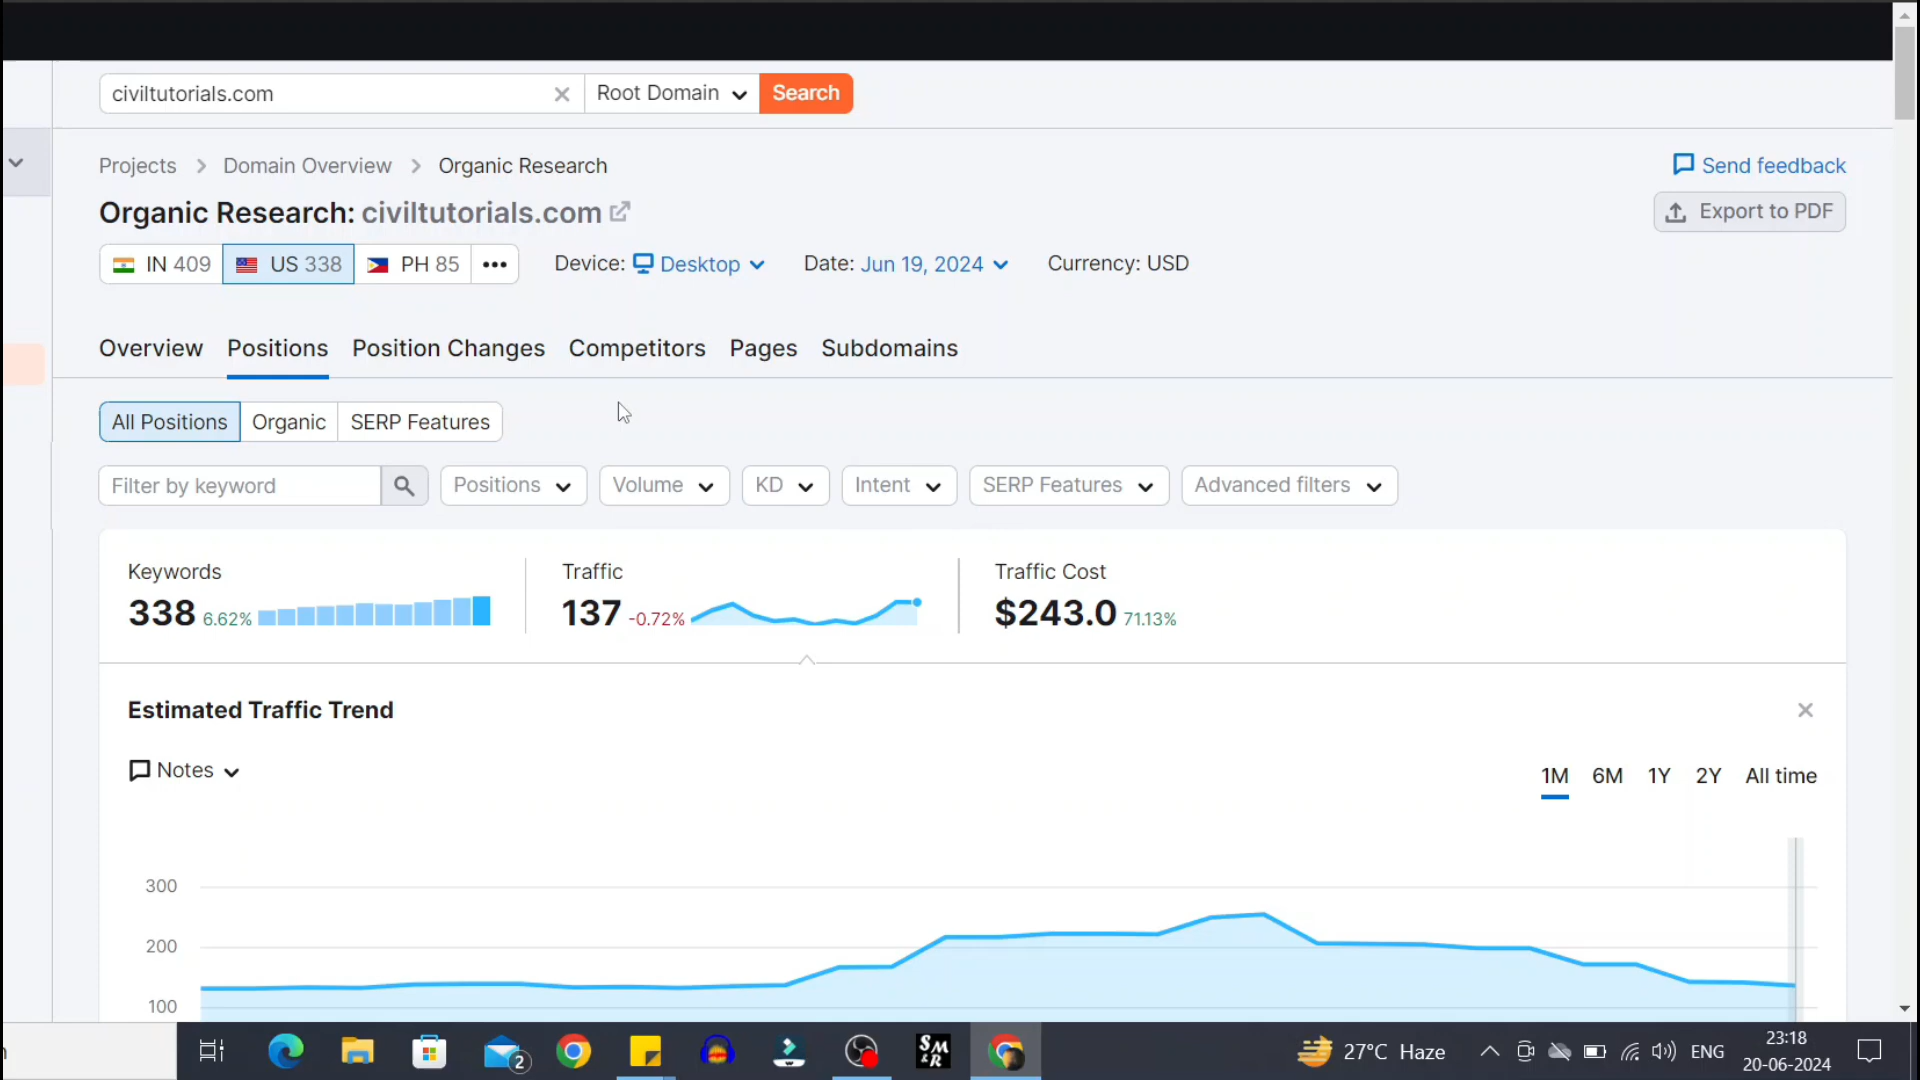 civiltutorials.com
Root Domain
Search
Projects > Domain Overview > Organic Research
Send feedback
Organic Research: civiltutorials.com
Export to PDF
IN 409 US 338 PH 85 •••
Device: Desktop Date: Jun 19, 2024 Currency: USD
Overview Positions Position Changes Competitors Pages Subdomains
All Positions Organic SERP Features
Filter by keyword Positions Volume KD Intent SERP Features Advanced filters
Keywords
338 6.62%
Traffic
137 -0.72%
Traffic Cost
$243.0 71.13%
Estimated Traffic Trend
Notes
1M 6M 1Y 2Y All time
300
200
100
2
SM
&R
27°C Haze
ENG
23:18
20-06-2024